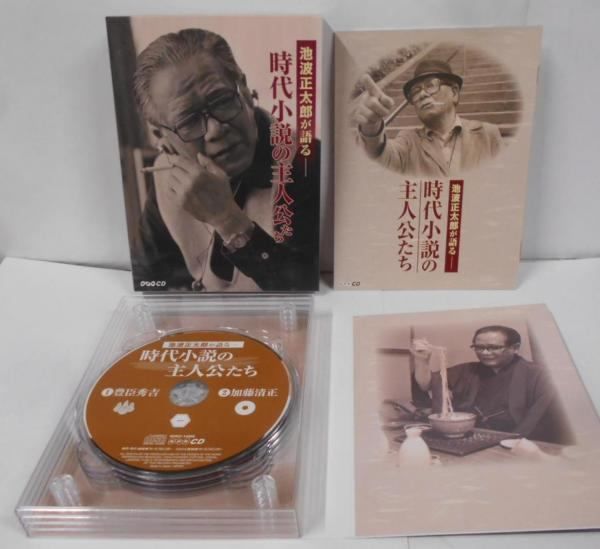 池波正太郎が語る―
時代小説の主人公たち
CD
池波正太郎が語る―
時代小説の
主人公たち
CD
池波正太郎が語る―
時代小説の
主人公たち
1 豊臣秀吉
2 加藤清正
CD